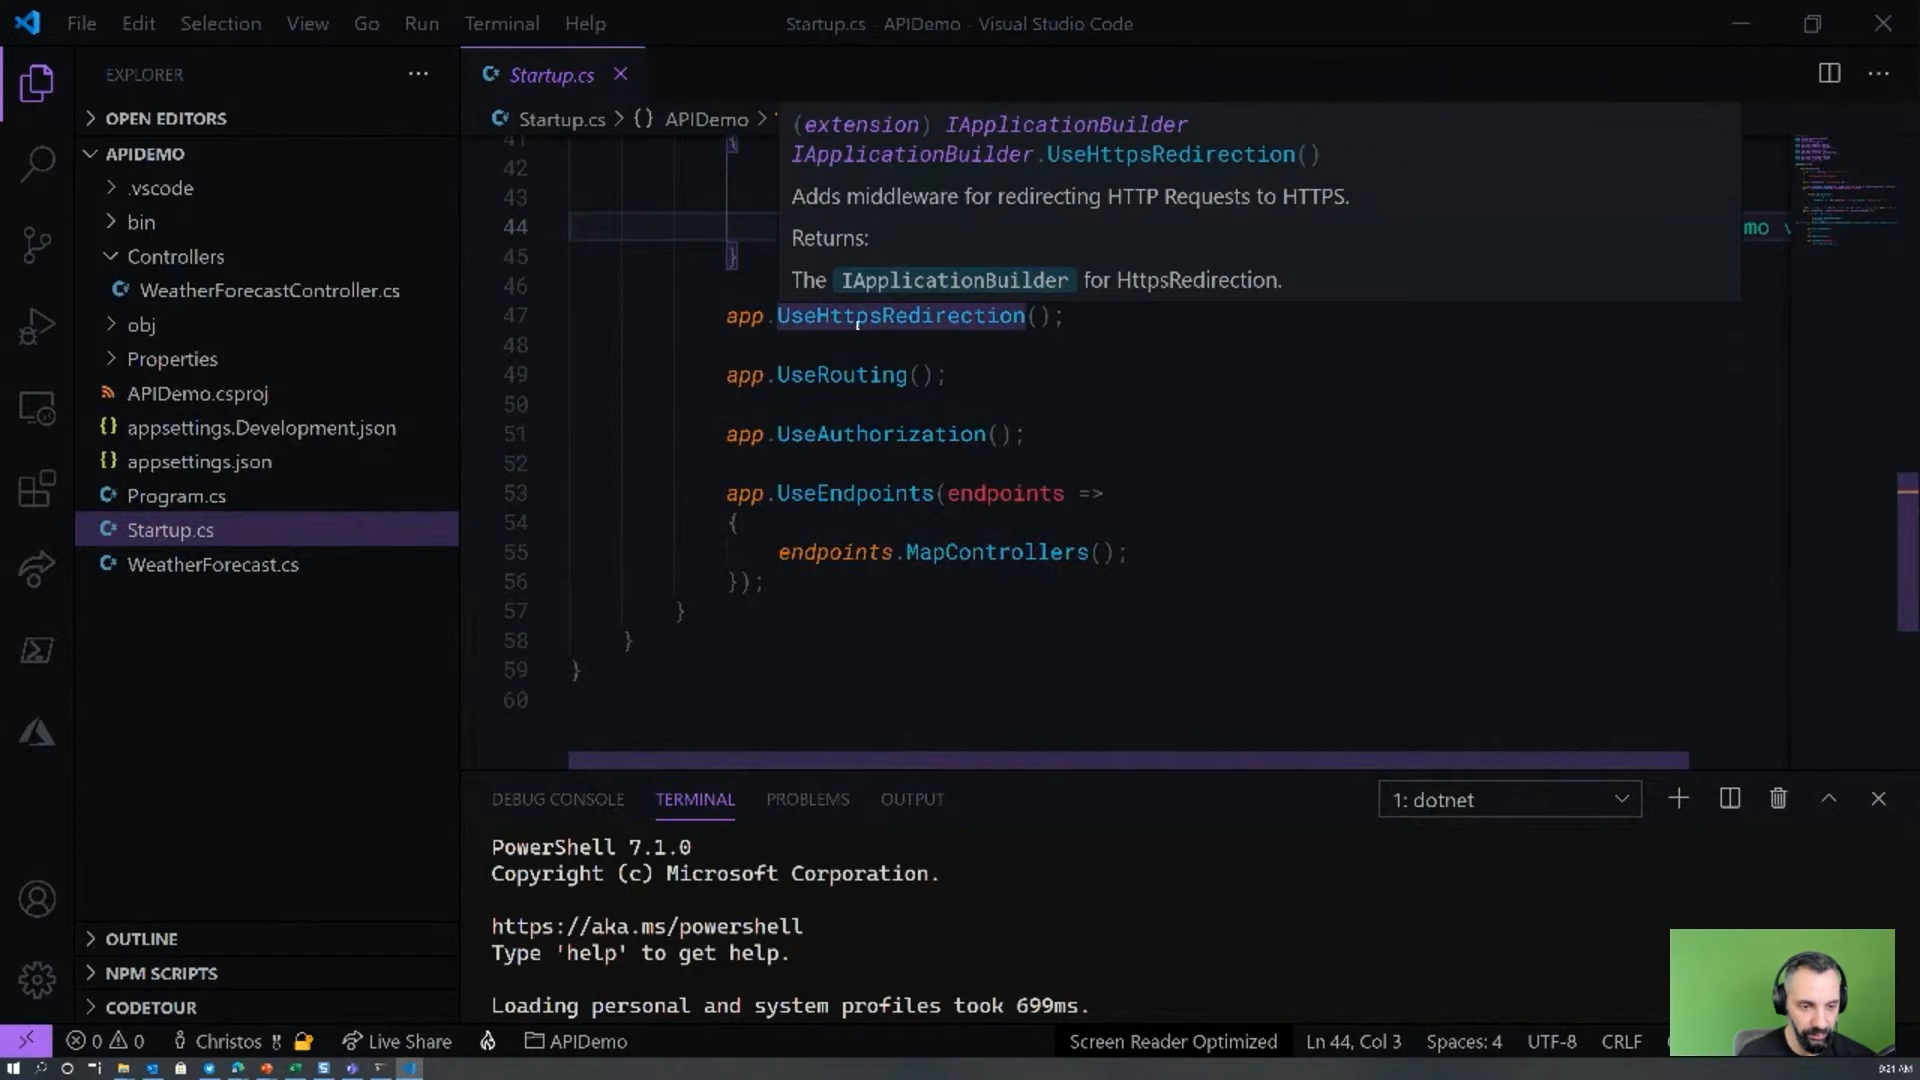 File Edit Selection View Go Run Terminal Help
Startup.cs - APIDemo - Visual Studio Code
EXPLORER
OPEN EDITORS
APIDEMO
.vscode
bin
Controllers
WeatherForecastController.cs
obj
Properties
APIDemo.csproj
appsettings.Development.json
appsettings.json
Program.cs
Startup.cs
WeatherForecast.cs
OUTLINE
NPM SCRIPTS
CODETOUR
Startup.cs
Startup.cs > {} APIDemo >
(extension) IApplicationBuilder
IApplicationBuilder.UseHttpsRedirection()
Adds middleware for redirecting HTTP Requests to HTTPS.
Returns:
The IApplicationBuilder for HttpsRedirection.
41 {
42
43
44
45 }
46
47 app.UseHttpsRedirection();
48
49 app.UseRouting();
50
51 app.UseAuthorization();
52
53 app.UseEndpoints(endpoints =>
54 {
55 endpoints.MapControllers();
56 });
57 }
58 }
59 }
60
DEBUG CONSOLE TERMINAL PROBLEMS OUTPUT
1: dotnet
PowerShell 7.1.0
Copyright (c) Microsoft Corporation.
https://aka.ms/powershell
Type 'help' to get help.
Loading personal and system profiles took 699ms.
0 0 Christos Live Share APIDemo
Screen Reader Optimized Ln 44, Col 3 Spaces: 4 UTF-8 CRLF
9:21 AM